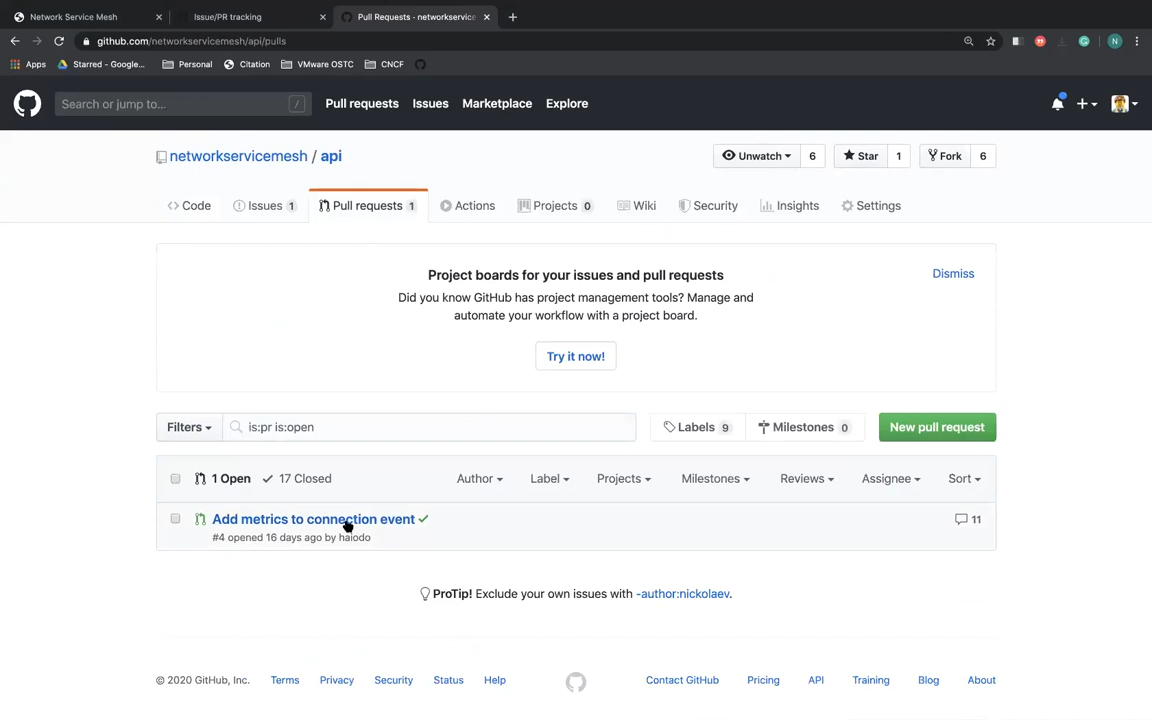 Network Service Mesh
Issue/PR tracking
Pull Requests · networkservice
github.com/networkservicemesh/api/pulls
N
Apps
Starred - Google...
Personal
Citation
VMware OSTC
CNCF
Search or jump to...
/
Pull requests
Issues
Marketplace
Explore
networkservicemesh / api
Unwatch 6
Star 1
Fork 6
Code
Issues 1
Pull requests 1
Actions
Projects 0
Wiki
Security
Insights
Settings
Project boards for your issues and pull requests
Dismiss
Did you know GitHub has project management tools? Manage and
automate your workflow with a project board.
Try it now!
Filters
is:pr is:open
Labels 9
Milestones 0
New pull request
1 Open
17 Closed
Author
Label
Projects
Milestones
Reviews
Assignee
Sort
Add metrics to connection event
11
#4 opened 16 days ago by haiodo
ProTip! Exclude your own issues with -author:nickolaev.
© 2020 GitHub, Inc.
Terms
Privacy
Security
Status
Help
Contact GitHub
Pricing
API
Training
Blog
About